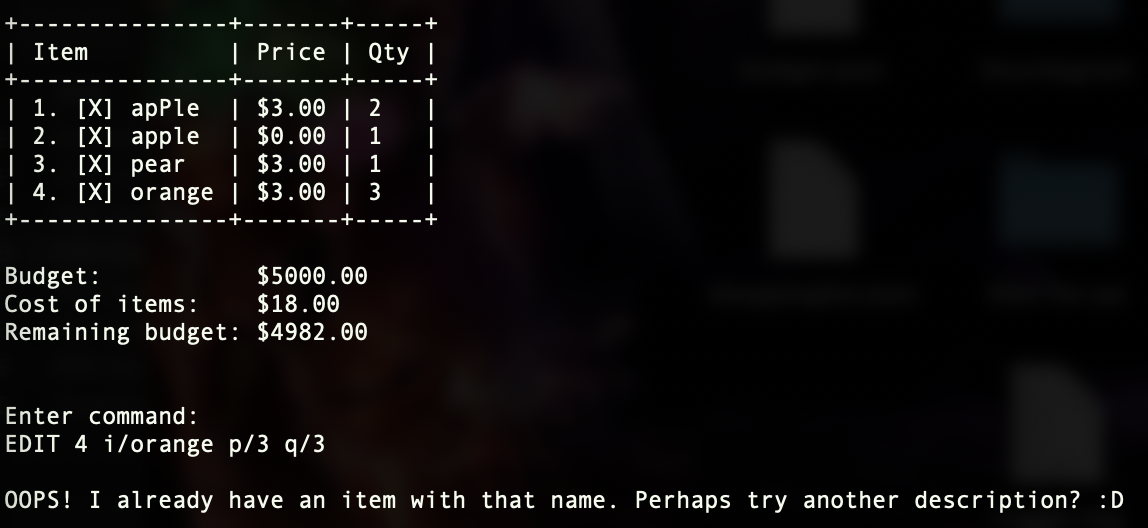 +---------------+-------+-----+
| Item          | Price | Qty |
+---------------+-------+-----+
| 1. [X] apPle  | $3.00 | 2   |
| 2. [X] apple  | $0.00 | 1   |
| 3. [X] pear   | $3.00 | 1   |
| 4. [X] orange | $3.00 | 3   |
+---------------+-------+-----+
Budget:           $5000.00
Cost of items:    $18.00
Remaining budget: $4982.00
Enter command:
EDIT 4 i/orange p/3 q/3
OOPS! I already have an item with that name. Perhaps try another description? :D